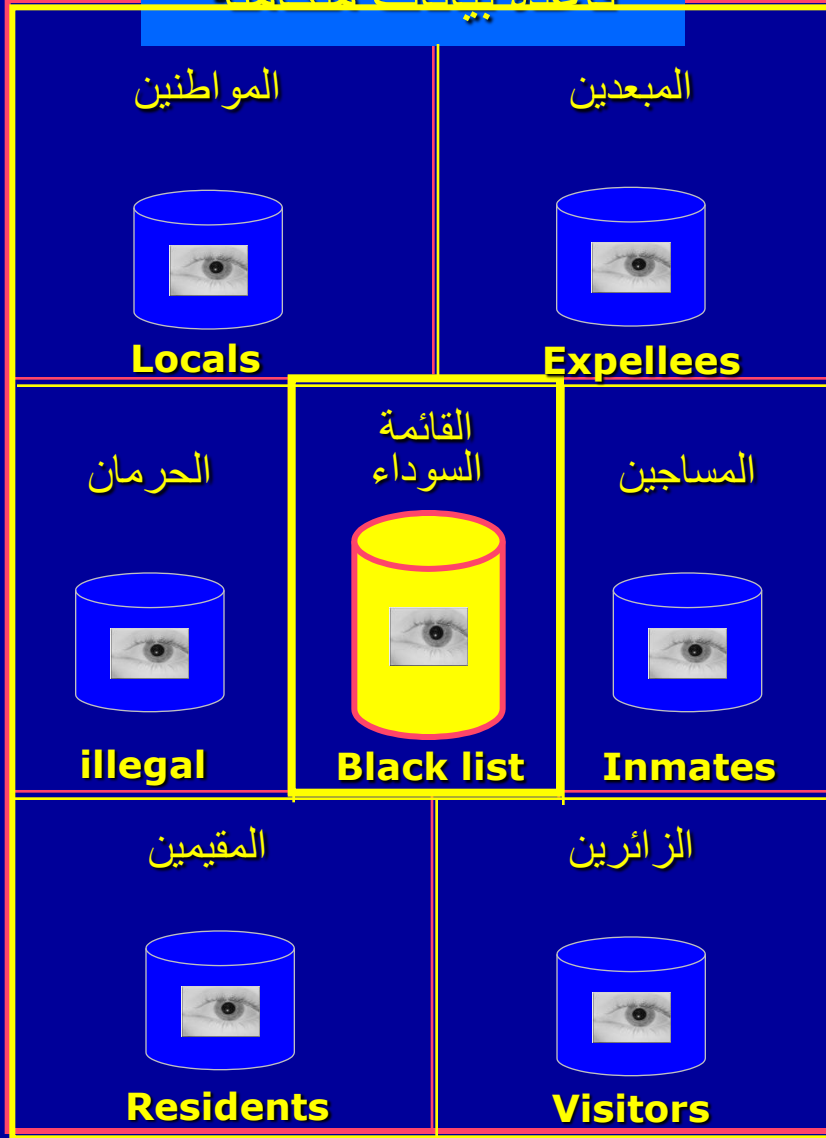 المواطنين
المبعدين
Locals
Expellees
الحرمان
القائمة
السوداء
المساجين
illegal
Black list
Inmates
المقيمين
الزائرين
Residents
Visitors